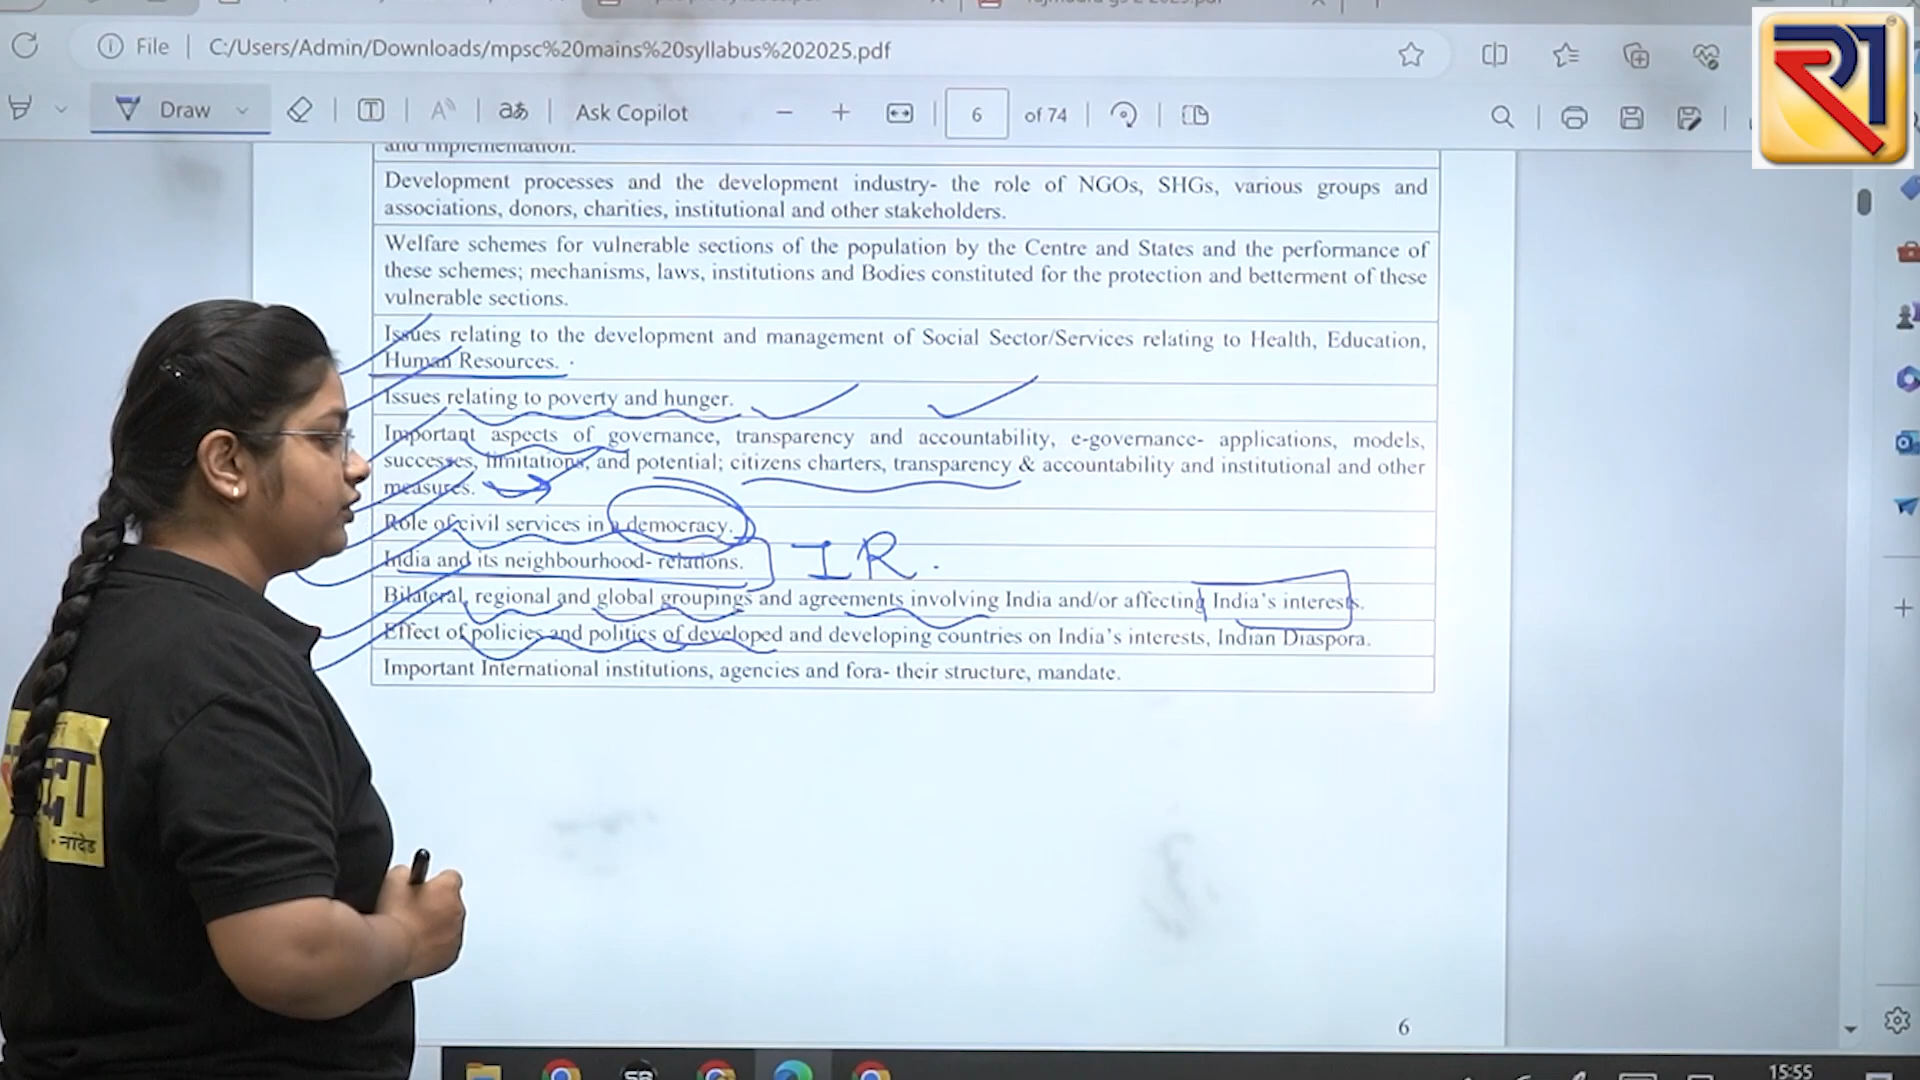 File C:/Users/Admin/Downloads/mpsc%20mains%20syllabus%202025.pdf
Draw T A aあ Ask Copilot 6 of 74
and implementation.
Development processes and the development industry- the role of NGOs, SHGs, various groups and
associations, donors, charities, institutional and other stakeholders.
Welfare schemes for vulnerable sections of the population by the Centre and States and the performance of
these schemes; mechanisms, laws, institutions and Bodies constituted for the protection and betterment of these
vulnerable sections.
Issues relating to the development and management of Social Sector/Services relating to Health, Education,
Human Resources.
Issues relating to poverty and hunger.
Important aspects of governance, transparency and accountability, e-governance- applications, models,
successes, limitations, and potential; citizens charters, transparency & accountability and institutional and other
measures.
Role of civil services in a democracy.
India and its neighbourhood- relations.
IR.
Bilateral, regional and global groupings and agreements involving India and/or affecting India's interests.
Effect of policies and politics of developed and developing countries on India's interests, Indian Diaspora.
Important International institutions, agencies and fora- their structure, mandate.
नांदेड
6
15:55